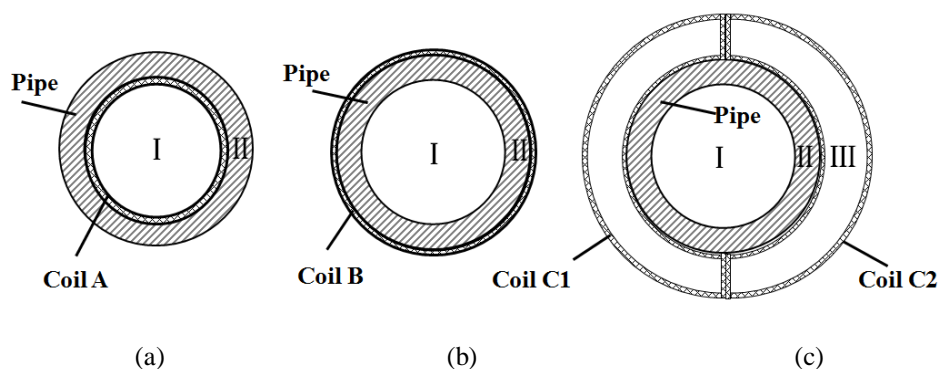 Pipe
I
II
Coil A
(a)
Pipe
I
II
Coil B
(b)
Pipe
I
II
III
Coil C1
Coil C2
(c)